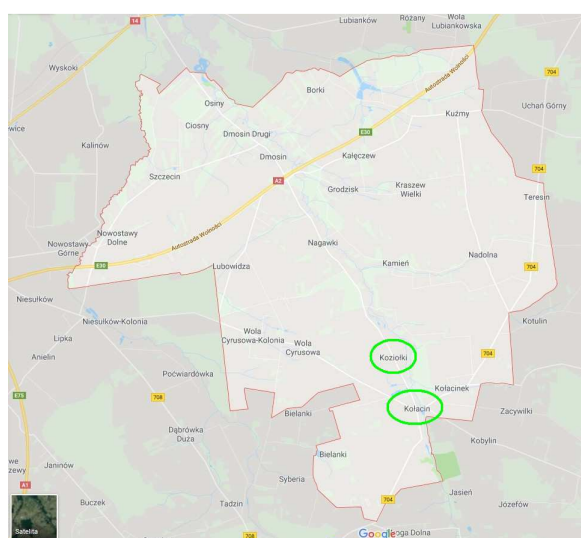 14
Lubianków
Różany
Wola
Lubiankowska
Wyskoki
Autostrada Wolności
704
Borki
Osiny
Uchań Górny
Kuźmy
Ciosny
Dmosin Drugi
E30
Kalinów
Dmosin
Kałęczew
704
Szczecin
A2
Grodzisk
Kraszew
Wielki
Teresin
Nowostawy
Dolne
Autostrada Wolności
Nowostawy
Górne
Nagawki
Nadolna
E30
Lubowidza
Kamień
704
Niesułków
Niesułków-Kolonia
Kotulin
Wola
Cyrusowa-Kolonia
Wola
Cyrusowa
Lipka
Koziołki
704
Anielin
Poćwiardówka
Kołacinek
E75
708
Kołacin
Zacywilki
Bielanki
Dąbrówka
Duża
Kobylin
Bielanki
Janinów
Syberia
A1
Jasień
Buczek
Tadzin
704
Józefów
Satelita
708
Google